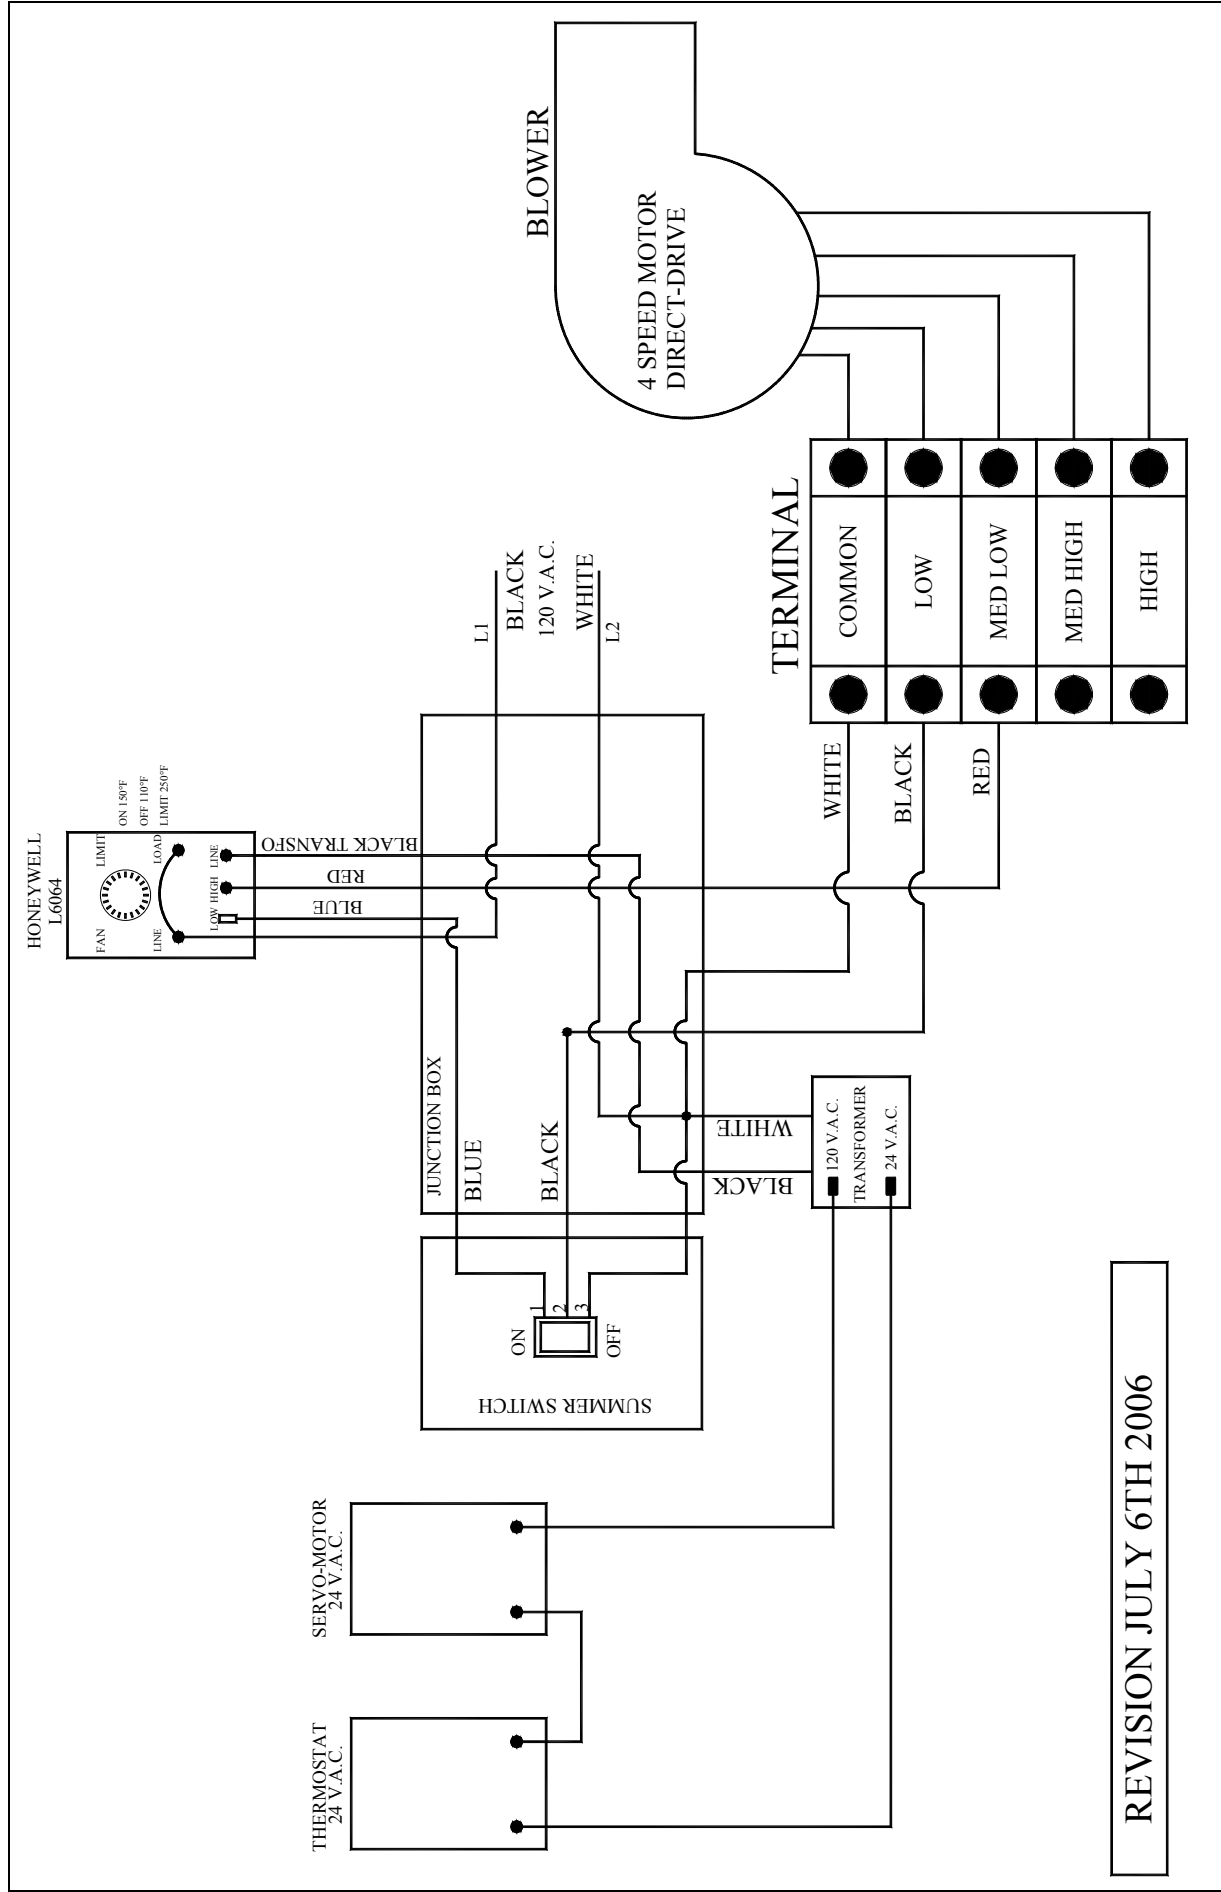 HONEYWELL
L6064
FAN
LIMIT
ON 150°F
OFF 110°F
LIMIT 250°F
LINE
LOAD
LOW
HIGH
LINE
BLUE
RED
BLACK TRANSFO
L1
BLACK
120 V.A.C.
WHITE
L2
BLOWER
4 SPEED MOTOR
DIRECT-DRIVE
TERMINAL
COMMON
LOW
MED LOW
MED HIGH
HIGH
WHITE
BLACK
RED
JUNCTION BOX
BLUE
BLACK
WHITE
BLACK
120 V.A.C.
TRANSFORMER
24 V.A.C.
SUMMER SWITCH
ON
1
2
3
OFF
SERVO-MOTOR
24 V.A.C.
THERMOSTAT
24 V.A.C.
REVISION JULY 6TH 2006